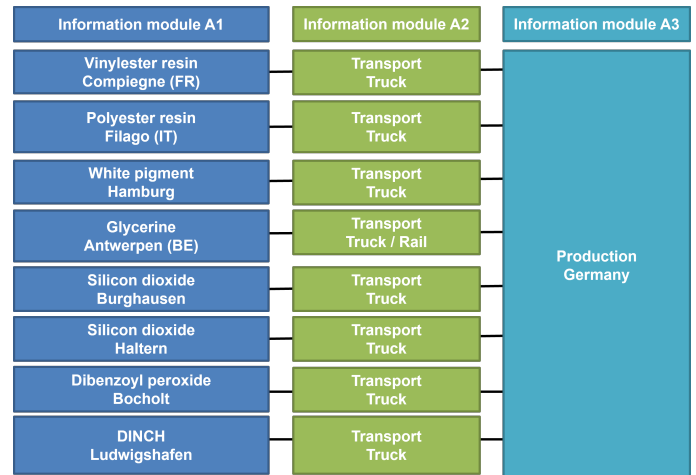 Information module A1
Information module A2
Information module A3
Vinylester resin
Compiegne (FR)
Transport
Truck
Polyester resin
Filago (IT)
Transport
Truck
White pigment
Hamburg
Transport
Truck
Glycerine
Antwerpen (BE)
Transport
Truck / Rail
Silicon dioxide
Burghausen
Transport
Truck
Silicon dioxide
Haltern
Transport
Truck
Dibenzoyl peroxide
Bocholt
Transport
Truck
DINCH
Ludwigshafen
Transport
Truck
Production
Germany